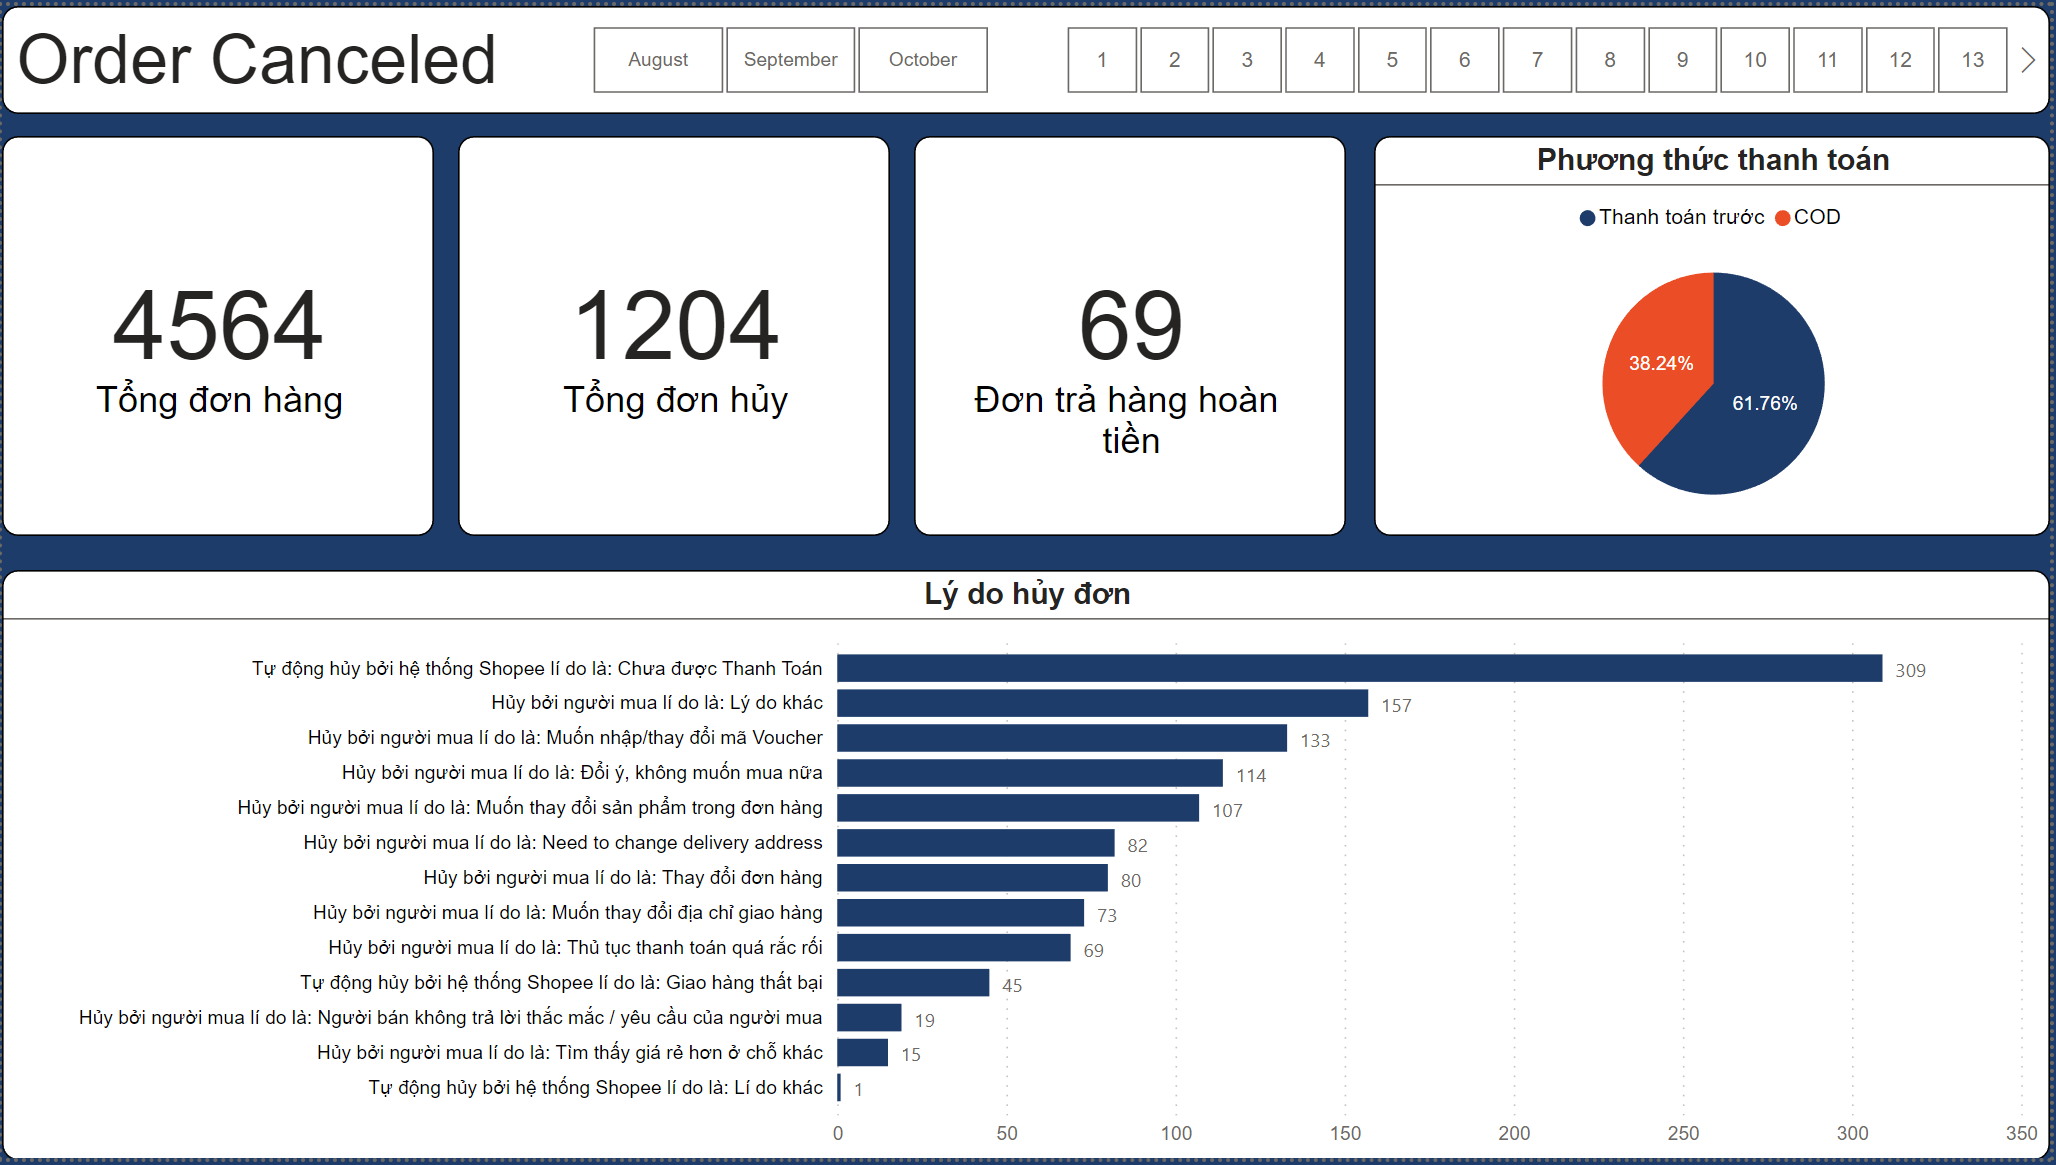 Order Canceled
August September October
1 2 3 4 5 6 7 8 9 10 11 12 13
4564
Tổng đơn hàng
1204
Tổng đơn hủy
69
Đơn trả hàng hoàn
tiền
Phương thức thanh toán
Thanh toán trước COD
38.24%
61.76%
Lý do hủy đơn
Tự động hủy bởi hệ thống Shopee lí do là: Chưa được Thanh Toán 309
Hủy bởi người mua lí do là: Lý do khác 157
Hủy bởi người mua lí do là: Muốn nhập/thay đổi mã Voucher 133
Hủy bởi người mua lí do là: Đổi ý, không muốn mua nữa 114
Hủy bởi người mua lí do là: Muốn thay đổi sản phẩm trong đơn hàng 107
Hủy bởi người mua lí do là: Need to change delivery address 82
Hủy bởi người mua lí do là: Thay đổi đơn hàng 80
Hủy bởi người mua lí do là: Muốn thay đổi địa chỉ giao hàng 73
Hủy bởi người mua lí do là: Thủ tục thanh toán quá rắc rối 69
Tự động hủy bởi hệ thống Shopee lí do là: Giao hàng thất bại 45
Hủy bởi người mua lí do là: Người bán không trả lời thắc mắc / yêu cầu của người mua 19
Hủy bởi người mua lí do là: Tìm thấy giá rẻ hơn ở chỗ khác 15
Tự động hủy bởi hệ thống Shopee lí do là: Lí do khác 1
0 50 100 150 200 250 300 350